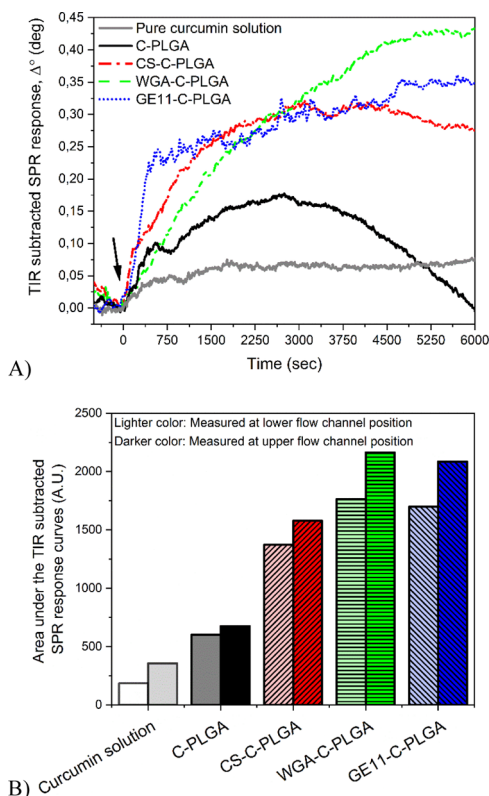 Pure curcumin solution
C-PLGA
CS-C-PLGA
WGA-C-PLGA
GE11-C-PLGA
TIR subtracted SPR response, Δ° (deg)
0,45
0,40
0,35
0,30
0,25
0,20
0,15
0,10
0,05
0,00
0 750 1500 2250 3000 3750 4500 5250 6000
Time (sec)
A)
Lighter color: Measured at lower flow channel position
Darker color: Measured at upper flow channel position
Area under the TIR subtracted
SPR response curves (A.U.)
2500
2000
1500
1000
500
0
Curcumin solution
C-PLGA
CS-C-PLGA
WGA-C-PLGA
GE11-C-PLGA
B)